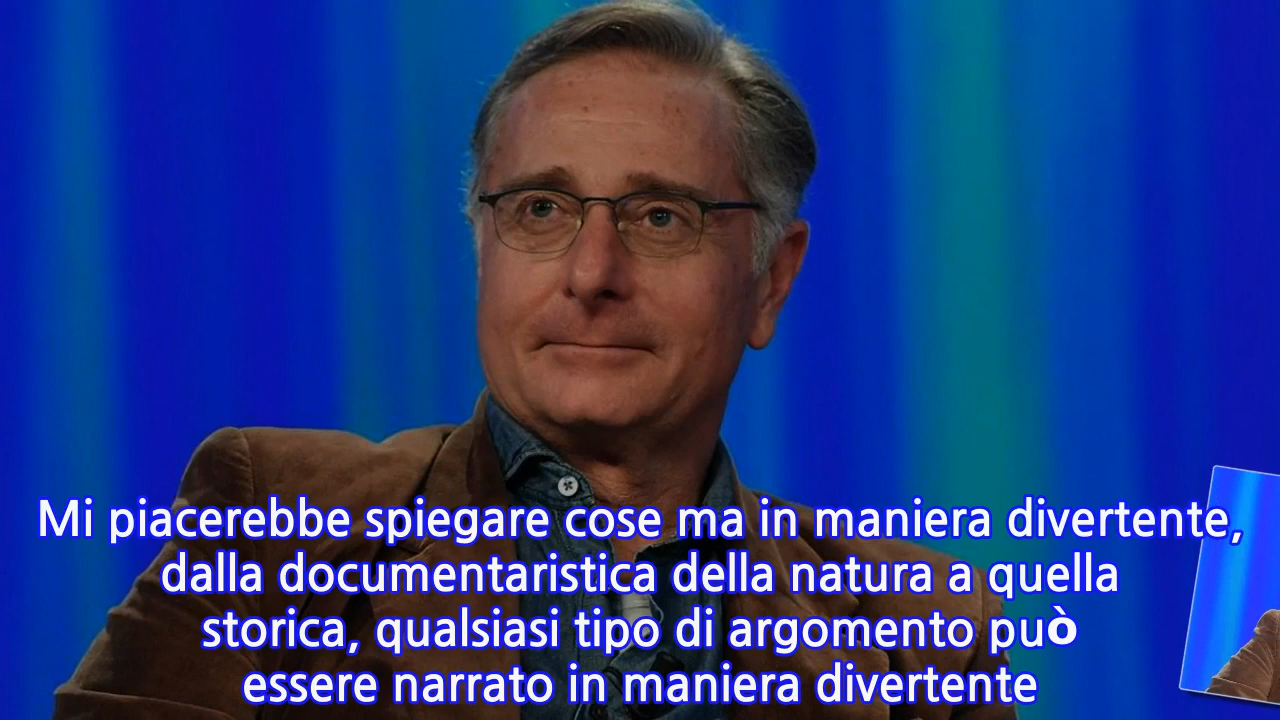 Mi piacerebbe spiegare cose ma in maniera divertente,
dalla documentaristica della natura a quella
storica, qualsiasi tipo di argomento può
essere narrato in maniera divertente